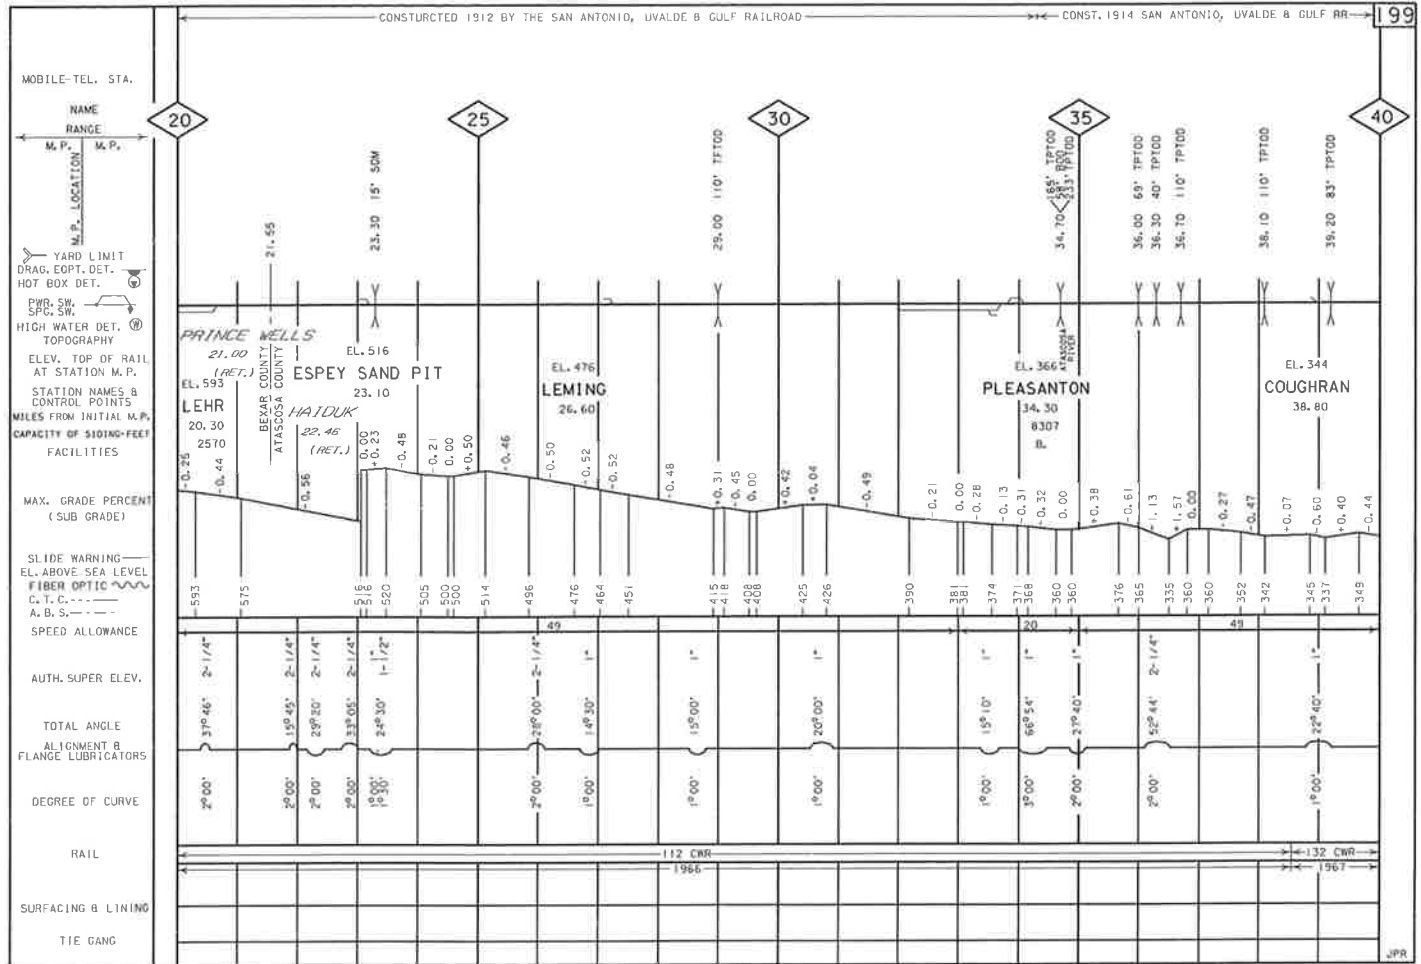 CONSTURCTED 1912 BY THE SAN ANTONIO, UVALDE & GULF RAILROAD
CONST. 1914 SAN ANTONIO, UVALDE & GULF RR
199
MOBILE-TEL. STA.
NAME
RANGE
M.P. M.P.
M.P. LOCATION
YARD LIMIT
DRAG. EQPT. DET.
HOT BOX DET.
PWR. SW.
SPG. SW.
HIGH WATER DET. W
TOPOGRAPHY
ELEV. TOP OF RAIL
AT STATION M.P.
STATION NAMES &
CONTROL POINTS
MILES FROM INITIAL M.P.
CAPACITY OF SIDING-FEET
FACILITIES
MAX. GRADE PERCENT
(SUB GRADE)
SLIDE WARNING
EL. ABOVE SEA LEVEL
FIBER OPTIC
C.T.C.
A.B.S.
SPEED ALLOWANCE
AUTH. SUPER ELEV.
TOTAL ANGLE
ALIGNMENT &
FLANGE LUBRICATORS
DEGREE OF CURVE
RAIL
SURFACING & LINING
TIE GANG
20 25 30 35 40
21.55
23.30 15' SDM
29.00 110' TFTOD
165' TPTOD
34.70 58' BOD
233' TPTOD
36.00 69' TPTOD
36.30 40' TPTOD
36.70 110' TPTOD
38.10 110' TPTOD
39.20 83' TPTOD
PRINCE WELLS
21.00
(RET.)
BEXAR COUNTY
ATASCOSA COUNTY
EL. 593
LEHR
20.30
2570
HAIDUK
22.46
(RET.)
EL. 516
ESPEY SAND PIT
23.10
EL. 476
LEMING
26.60
EL. 366
PLEASANTON
34.30
8307
B.
ATASCOSA
RIVER
EL. 344
COUGHRAN
38.80
-0.25 -0.44 -0.56 0.00 +0.23 -0.48 -0.21 0.00 +0.50 -0.46 -0.50 -0.52 -0.52 -0.48 +0.31 -0.45 0.00 +0.42 +0.04 -0.49 -0.21 0.00 -0.28 -0.13 -0.31 -0.32 0.00 +0.38 -0.61 -1.13 +1.57 0.00 -0.27 -0.47 +0.07 -0.60 +0.40 -0.44
593 575 516 516 520 505 500 500 514 496 476 464 451 415 418 408 408 425 426 390 381 381 374 371 368 360 360 376 365 335 360 360 352 342 345 337 349
49 20 49
2-1/4" 2-1/4" 2-1/4" 2-1/4" 1" 1-1/2" 2-1/4" 1" 1" 1" 1" 1" 1" 2-1/4" 1"
37°46' 15°45' 29°20' 33°05' 24°30' 28°00' 14°30' 15°00' 20°00' 15°10' 66°54' 27°40' 52°44' 22°40'
2°00' 2°00' 2°00' 2°00' 1°00' 1°30' 2°00' 1°00' 1°00' 1°00' 1°00' 3°00' 2°00' 2°00' 1°00'
112 CWR 132 CWR
1966 1967
JPR